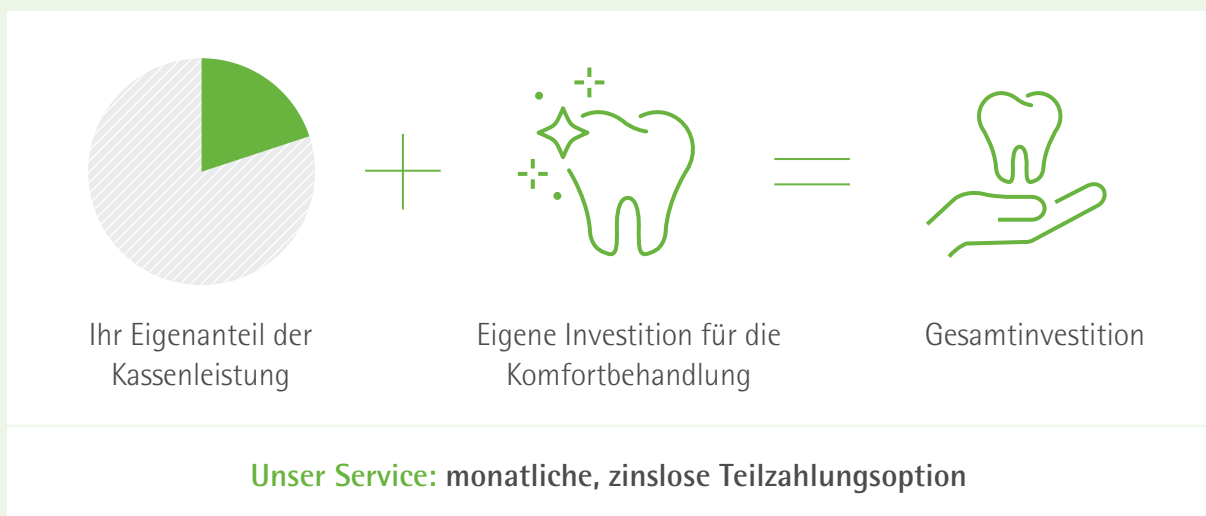 Ihr Eigenanteil der
Kassenleistung
Eigene Investition für die
Komfortbehandlung
Gesamtinvestition
Unser Service: monatliche, zinslose Teilzahlungsoption